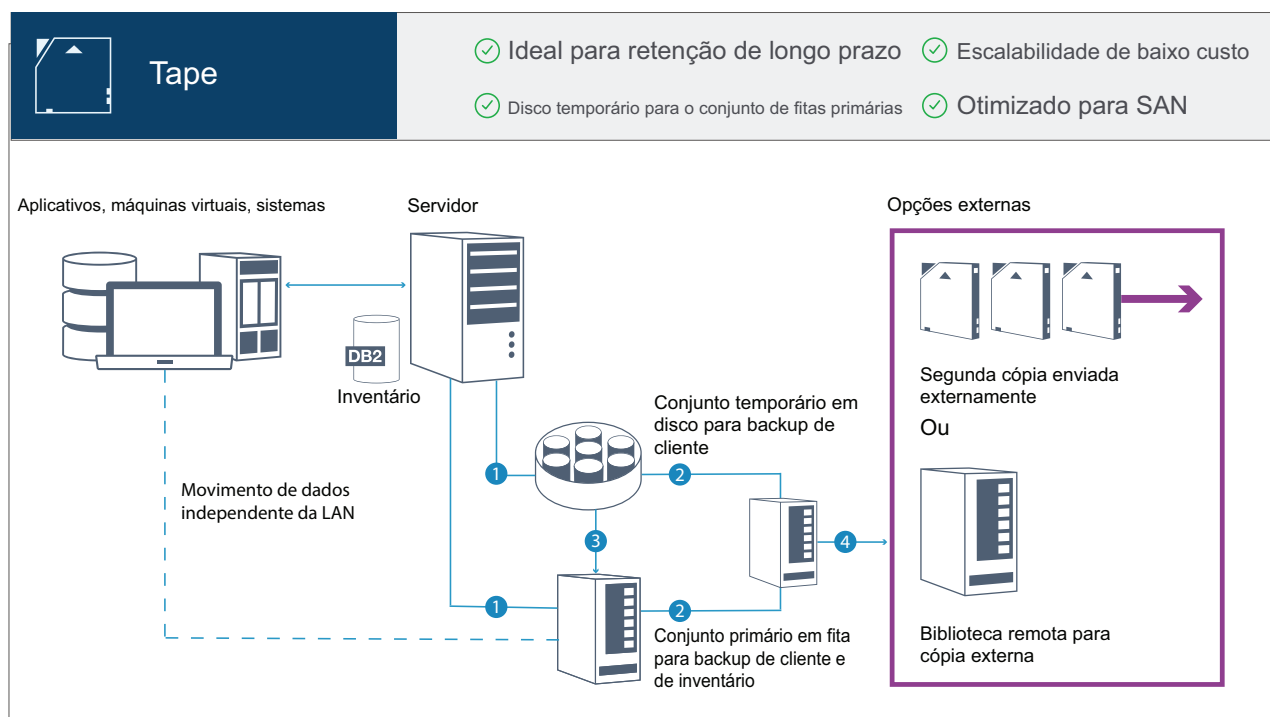 Tape
Ideal para retenção de longo prazo
Escalabilidade de baixo custo
Disco temporário para o conjunto de fitas primárias
Otimizado para SAN
Aplicativos, máquinas virtuais, sistemas
Servidor
Opções externas
DB2
Inventário
Segunda cópia enviada
externamente
Ou
Conjunto temporário em
disco para backup de
cliente
1
2
Movimento de dados
independente da LAN
3
4
1
2
Conjunto primário em fita
para backup de cliente e
de inventário
Biblioteca remota para
cópia externa